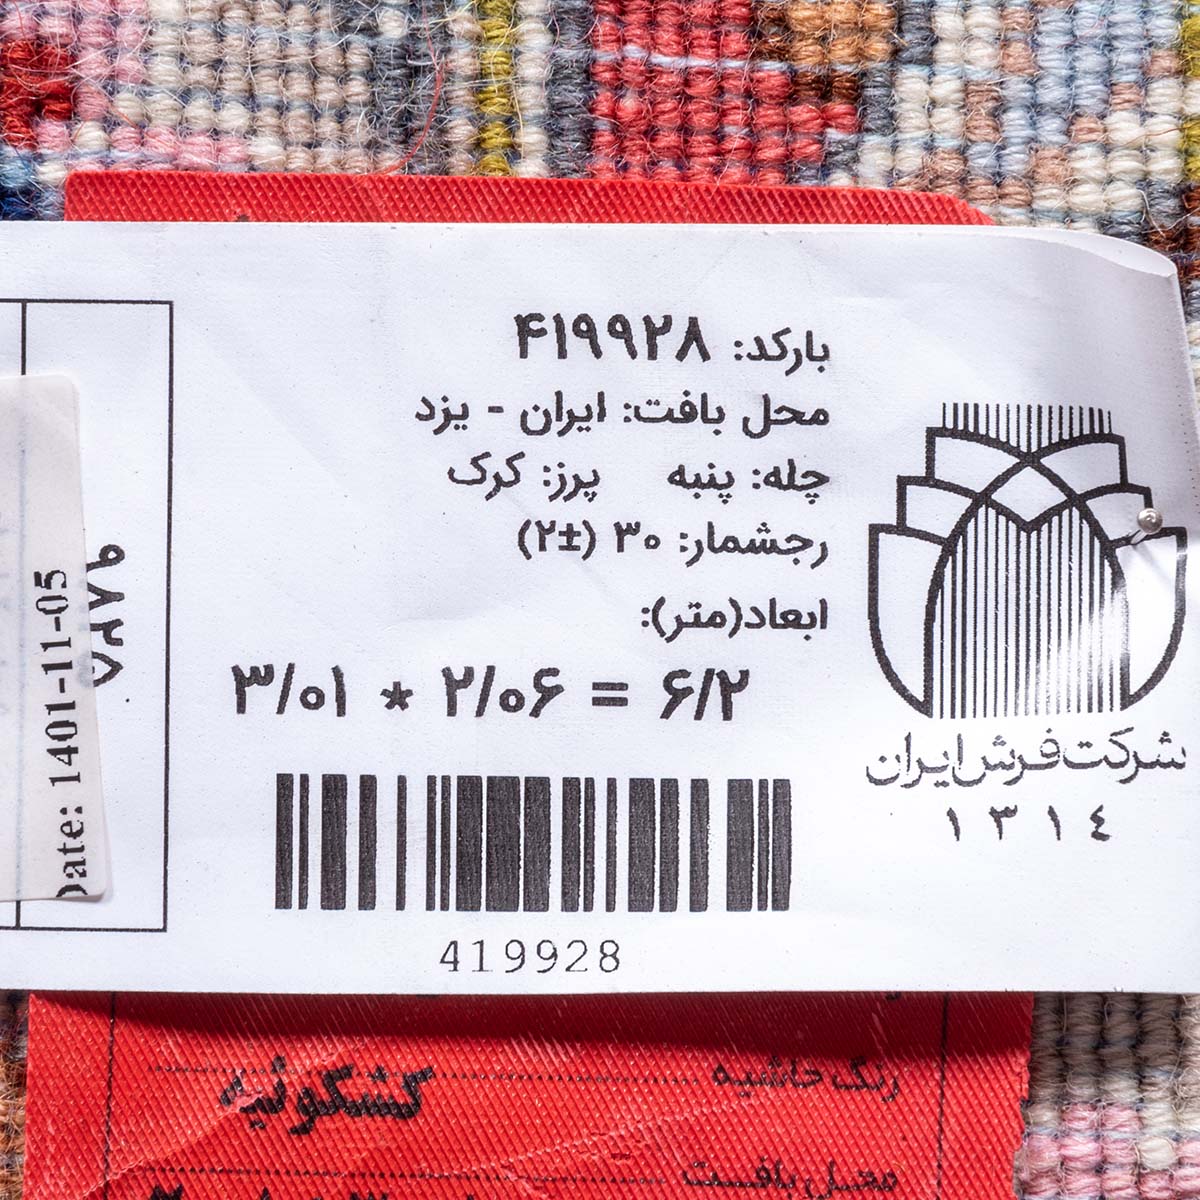 بارکد: ۴۱۹۹۲۸
محل بافت: ایران - یزد
چله: پنبه پرز: کرک
رجشمار: ۳۰ (±۲)
ابعاد(متر):
۳/۰۱ * ۲/۰۶ = ۶/۲
419928
شرکت فرش ایران
۱۳۱٤
Date: 1401-11-05
رنگ حاشیه
کشکوئیه
محل بافت